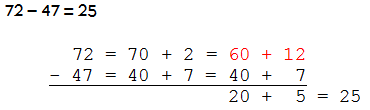 72 – 47 = 25
72 = 70 + 2 = 60 + 12
- 47 = 40 + 7 = 40 + 7
20 + 5 = 25